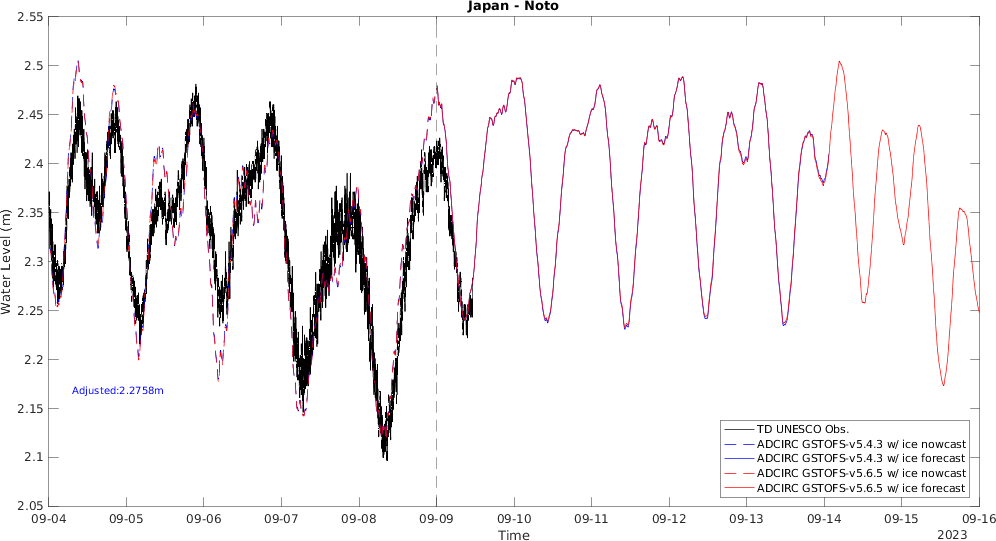 Japan - Noto
2.55
2.5
2.45
2.4
2.35
2.3
2.25
2.2
2.15
2.1
2.05
Water Level (m)
Adjusted:2.2758m
TD UNESCO Obs.
ADCIRC GSTOFS-v5.4.3 w/ ice nowcast
ADCIRC GSTOFS-v5.4.3 w/ ice forecast
ADCIRC GSTOFS-v5.6.5 w/ ice nowcast
ADCIRC GSTOFS-v5.6.5 w/ ice forecast
09-04 09-05 09-06 09-07 09-08 09-09 09-10 09-11 09-12 09-13 09-14 09-15 09-16
Time
2023